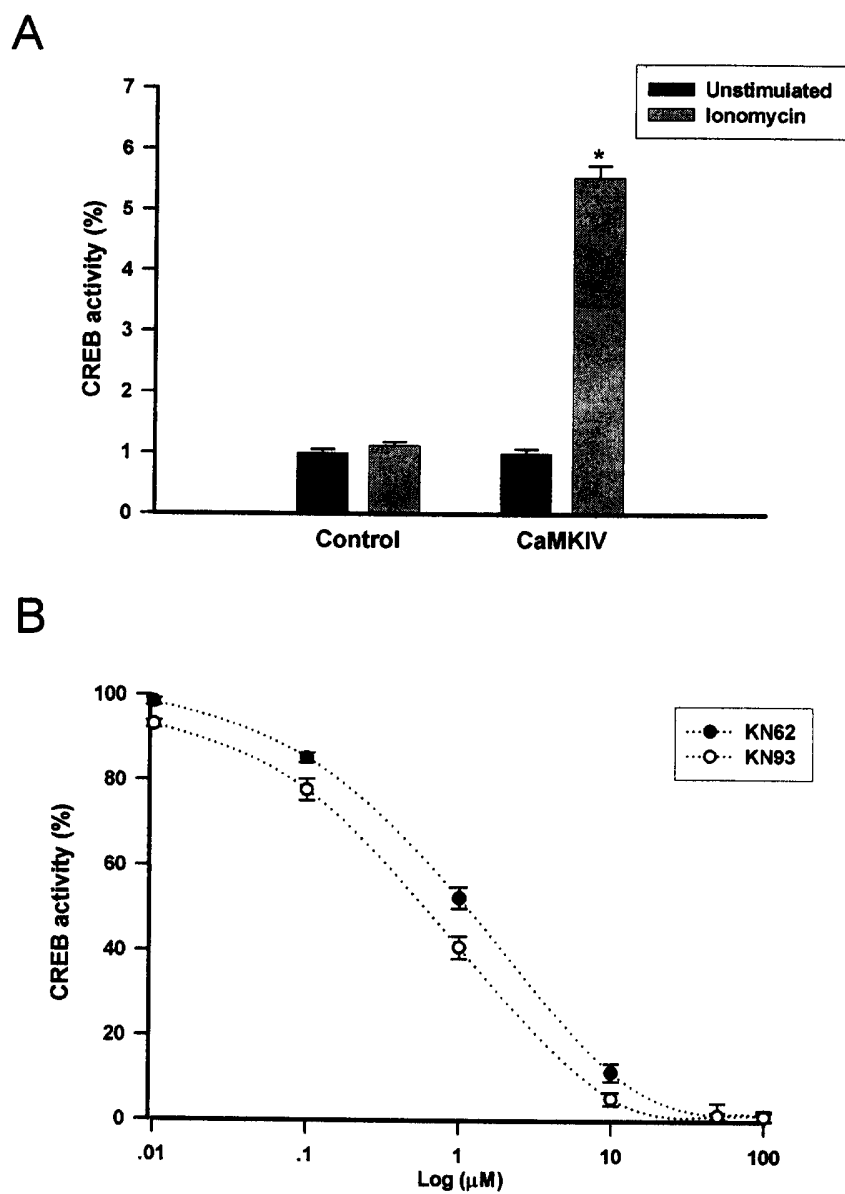 A
7
6
5
4
3
2
1
0
CREB activity (%)
Unstimulated
Ionomycin
*
Control
CaMKIV
B
100
80
60
40
20
0
CREB activity (%)
KN62
KN93
.01
.1
1
10
100
Log (µM)